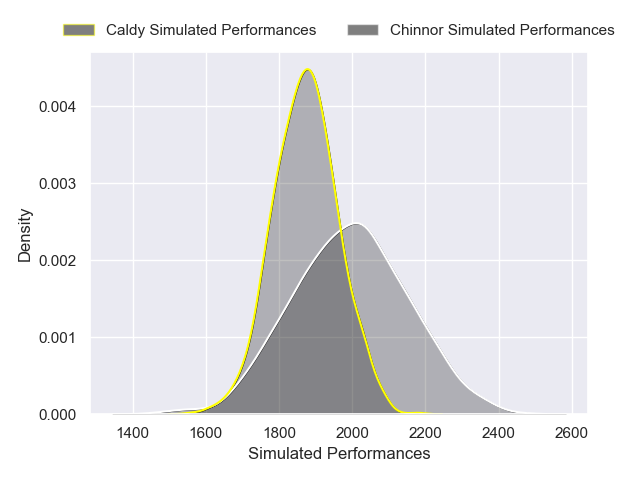 Caldy Simulated Performances Chinnor Simulated Performances
0.004
0.003
0.002
0.001
0.000
Density
1400 1600 1800 2000 2200 2400 2600
Simulated Performances